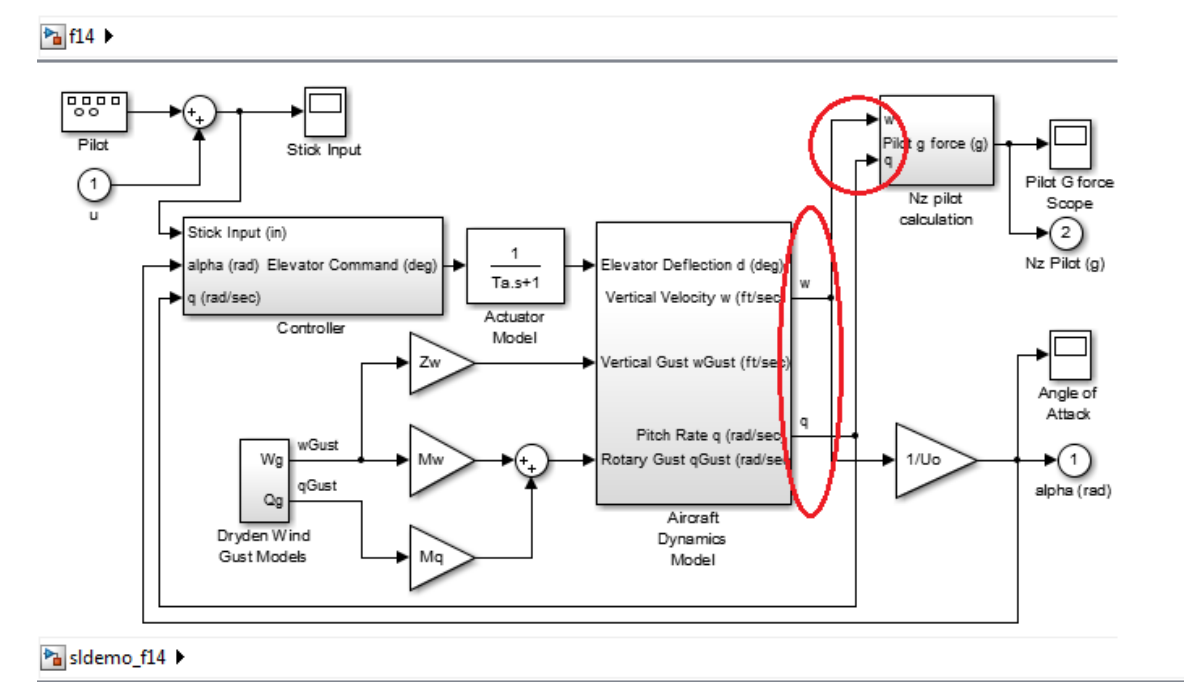 f14
Pilot
1
u
Stick Input
w
Pilot g force (g)
q
Nz pilot
calculation
Pilot G force
Scope
2
Nz Pilot (g)
Stick Input (in)
alpha (rad) Elevator Command (deg)
q (rad/sec)
Controller
1
Ta.s+1
Actuator
Model
Elevator Deflection d (deg)
Vertical Velocity w (ft/sec)
Vertical Gust wGust (ft/sec)
Pitch Rate q (rad/sec)
Rotary Gust qGust (rad/sec)
Aircraft
Dynamics
Model
w
q
Zw
Mw
Mq
Wg
Qg
wGust
qGust
Dryden Wind
Gust Models
1/Uo
Angle of
Attack
1
alpha (rad)
sldemo_f14